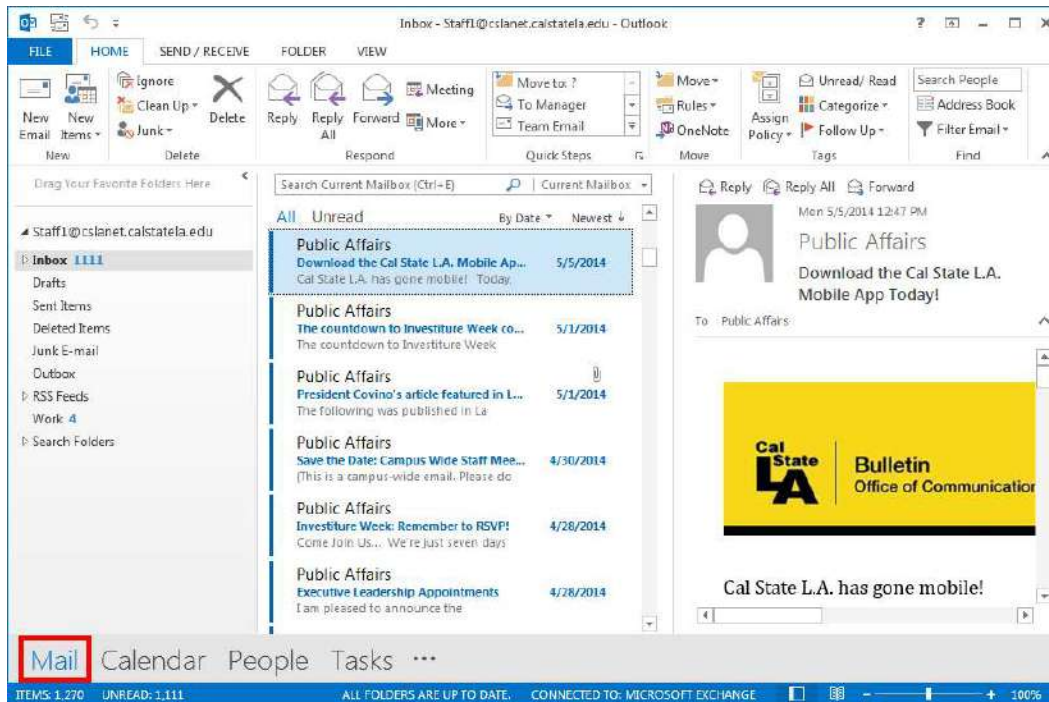 Inbox - Staff1@cslanet.calstatela.edu - Outlook
FILE HOME SEND / RECEIVE FOLDER VIEW
New Email
New Items
Ignore
Clean Up
Junk
Delete
Reply
Reply All
Forward
Meeting
More
Move to: ?
To Manager
Team Email
Move
Rules
OneNote
Assign Policy
Unread/ Read
Categorize
Follow Up
Search People
Address Book
Filter Email
New Delete Respond Quick Steps Move Tags Find
Drag Your Favorite Folders Here
Staff1@cslanet.calstatela.edu
Inbox 1111
Drafts
Sent Items
Deleted Items
Junk E-mail
Outbox
RSS Feeds
Work 4
Search Folders
Search Current Mailbox (Ctrl+E) Current Mailbox
All Unread By Date Newest
Public Affairs
Download the Cal State L.A. Mobile Ap... 5/5/2014
Cal State L.A. has gone mobile! Today,
Public Affairs
The countdown to Investiture Week co... 5/1/2014
The countdown to Investiture Week
Public Affairs
President Covino's article featured in L... 5/1/2014
The following was published in La
Public Affairs
Save the Date: Campus Wide Staff Mee... 4/30/2014
(This is a campus-wide email. Please do
Public Affairs
Investiture Week: Remember to RSVP! 4/28/2014
Come Join Us... We're just seven days
Public Affairs
Executive Leadership Appointments 4/28/2014
I am pleased to announce the
Reply Reply All Forward
Mon 5/5/2014 12:47 PM
Public Affairs
Download the Cal State L.A.
Mobile App Today!
To Public Affairs
Cal
State
LA
Bulletin
Office of Communication
Cal State L.A. has gone mobile!
Mail Calendar People Tasks ...
ITEMS: 1,270 UNREAD: 1,111 ALL FOLDERS ARE UP TO DATE. CONNECTED TO: MICROSOFT EXCHANGE 100%